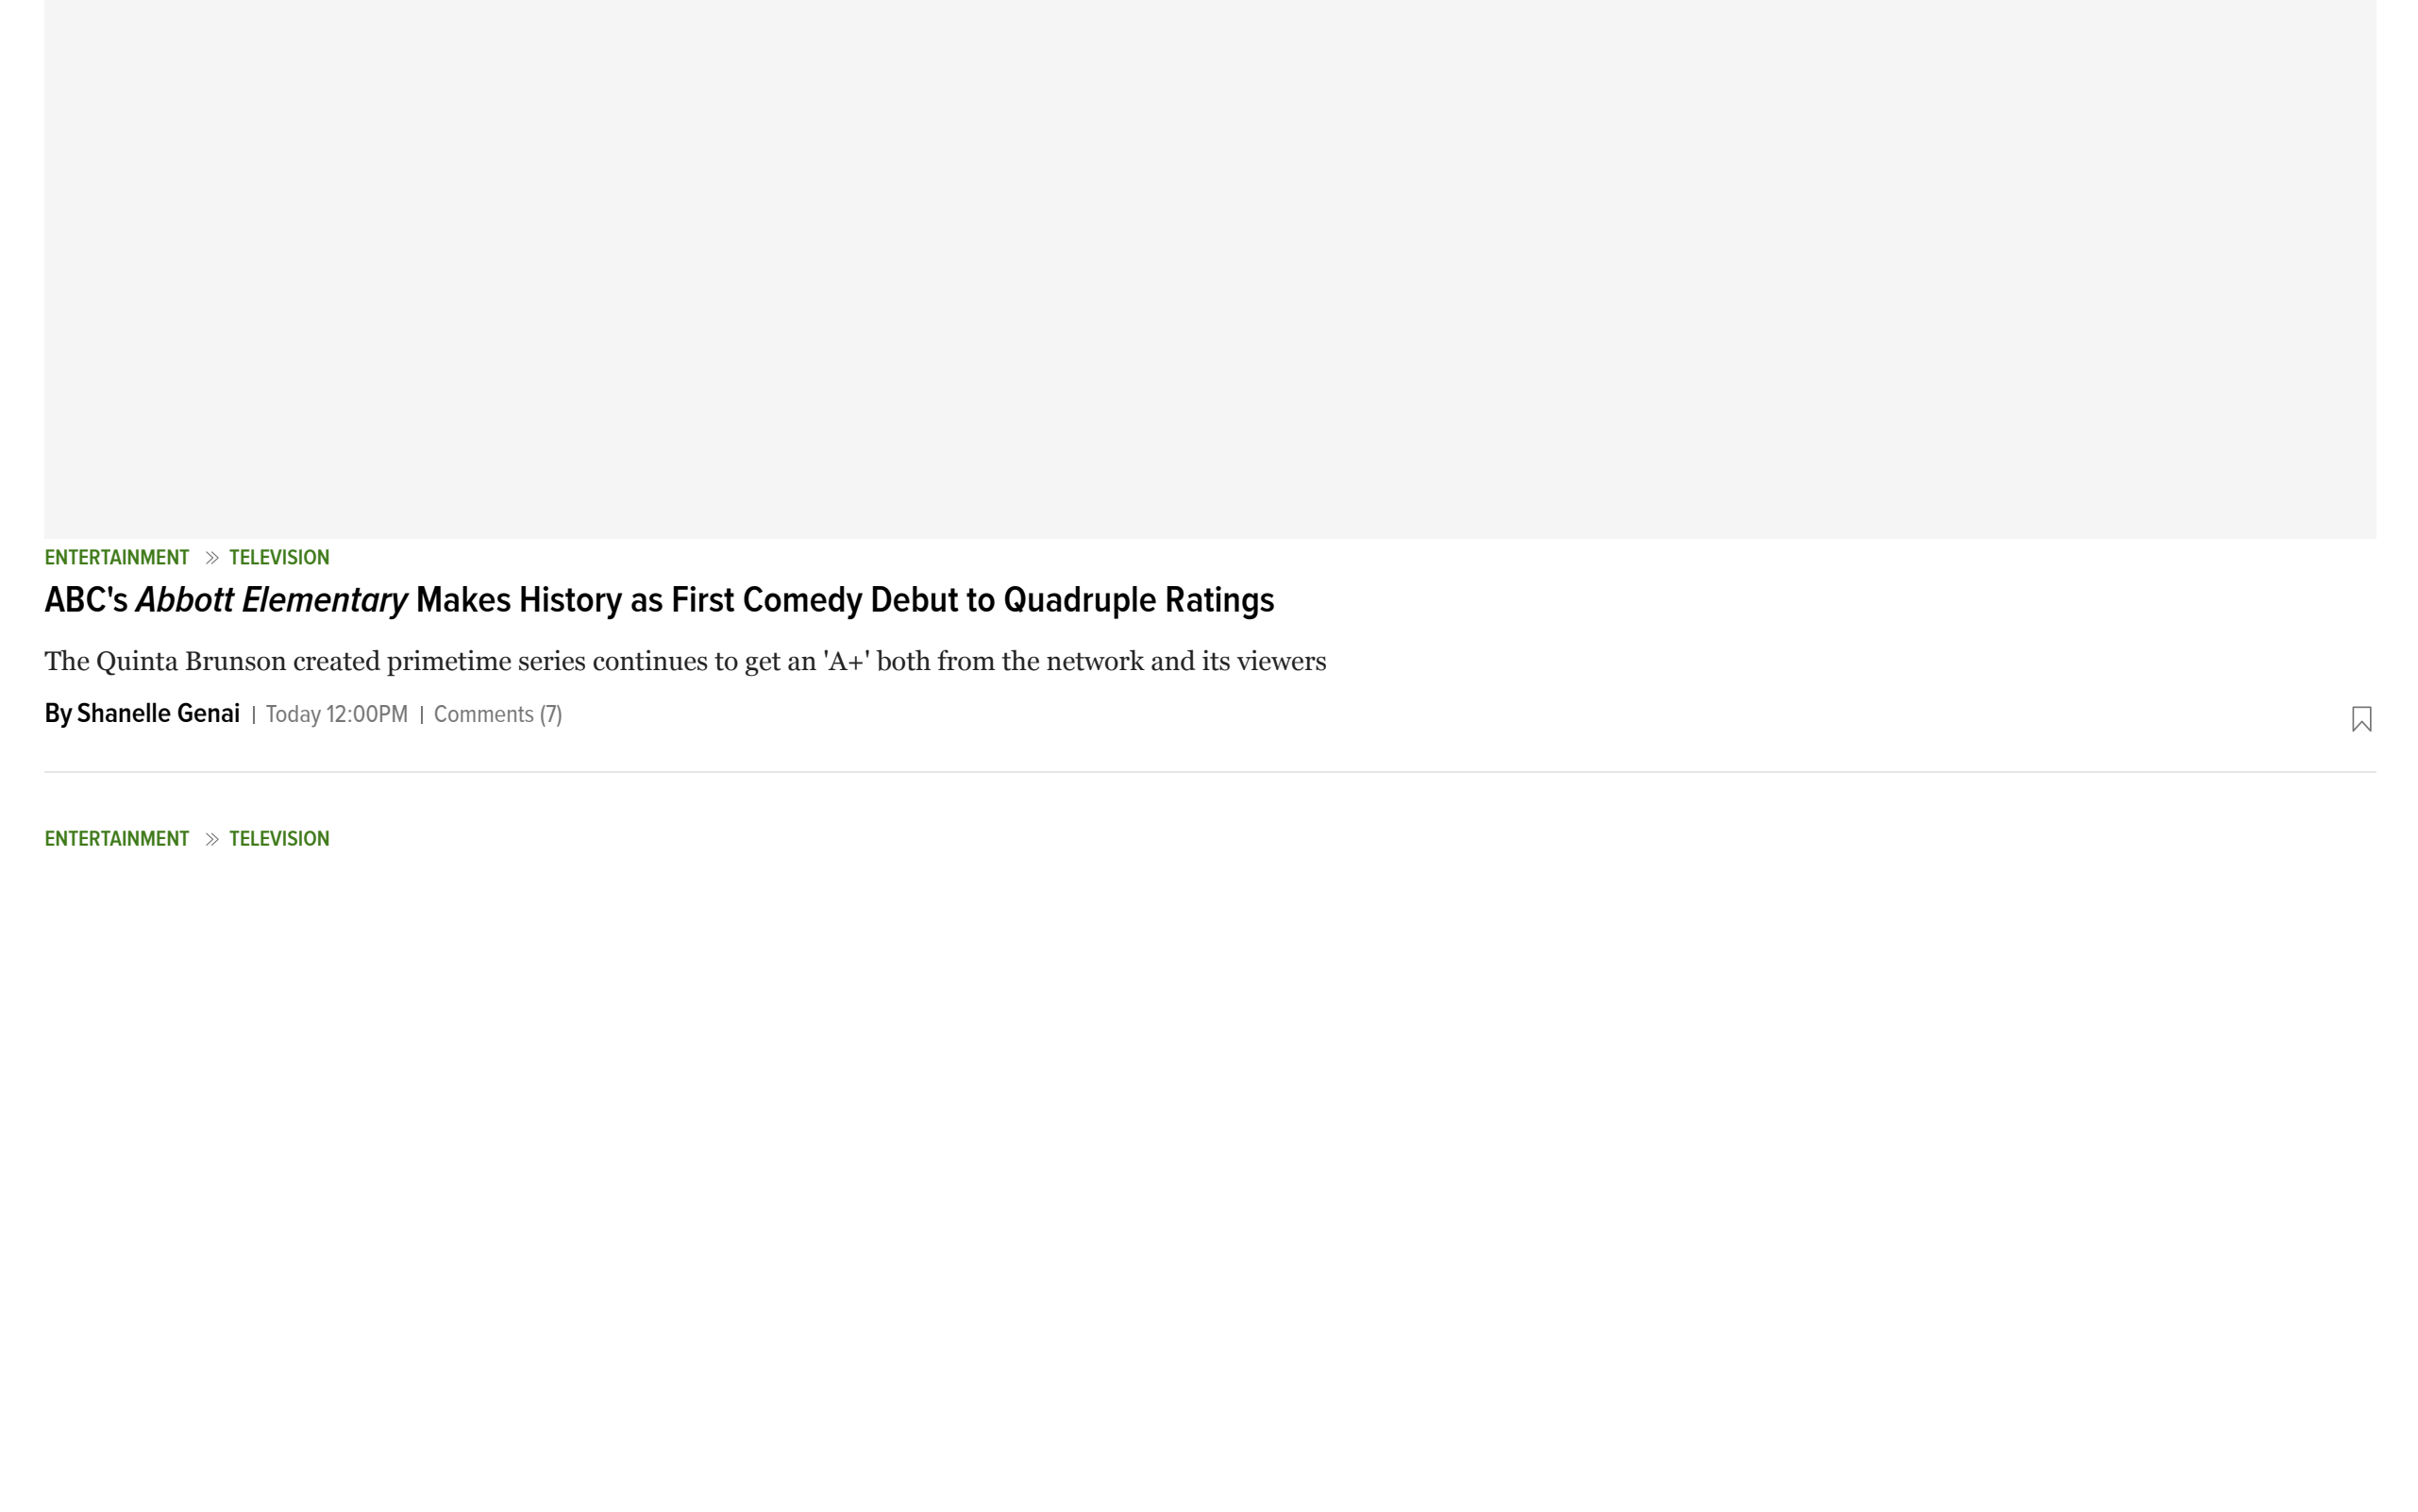 ENTERTAINMENT » TELEVISION
ABC's Abbott Elementary Makes History as First Comedy Debut to Quadruple Ratings
The Quinta Brunson created primetime series continues to get an 'A+' both from the network and its viewers
By Shanelle Genai | Today 12:00PM | Comments (7)
ENTERTAINMENT » TELEVISION